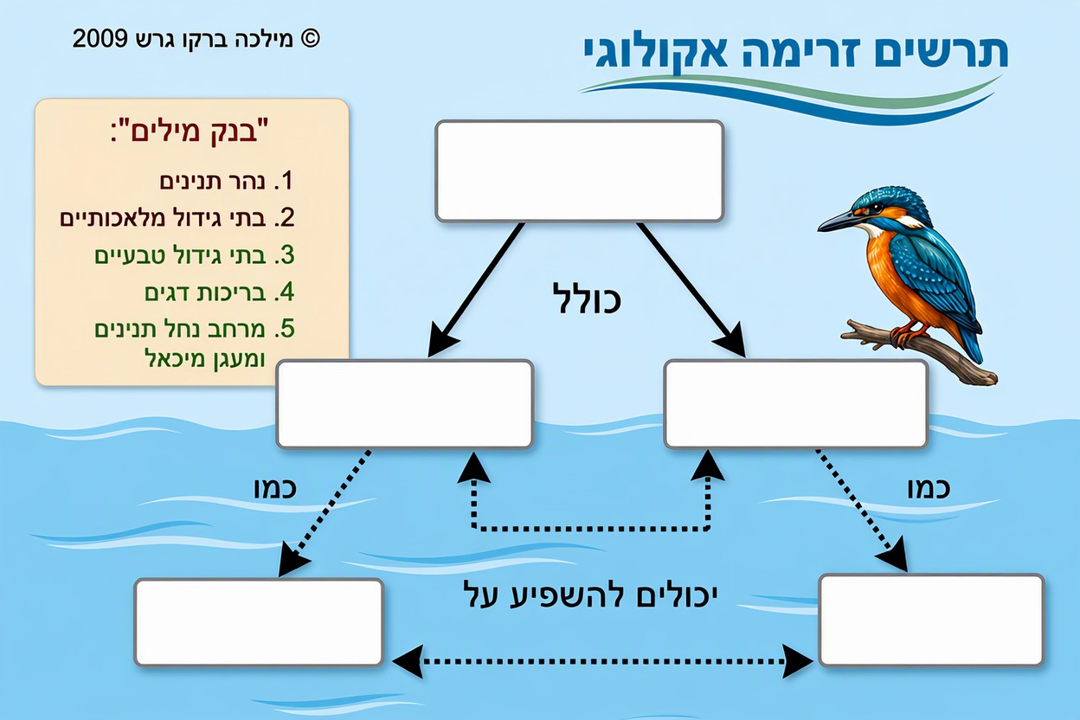 תרשים זרימה אקולוגי
© מילכה ברקו גרש 2009
"בנק מילים":
1. נהר תנינים
2. בתי גידול מלאכותיים
3. בתי גידול טבעיים
4. בריכות דגים
5. מרחב נחל תנינים
ומעגן מיכאל
כולל
כמו
כמו
יכולים להשפיע על